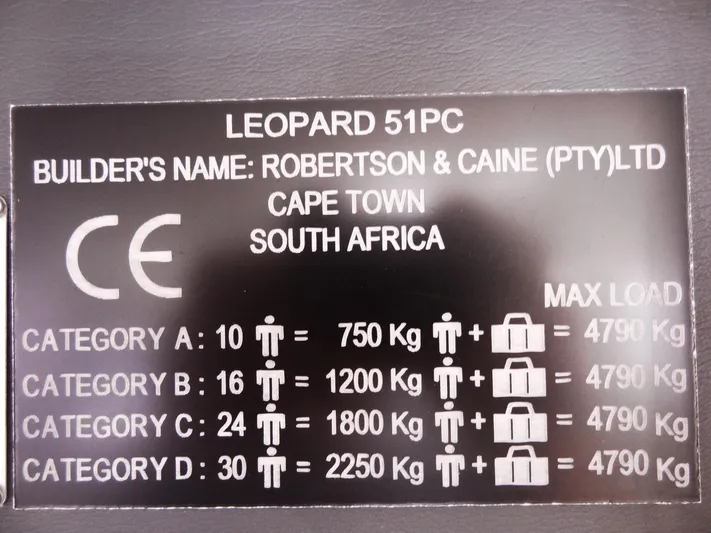 LEOPARD 51PC
BUILDER'S NAME: ROBERTSON & CAINE (PTY)LTD
CAPE TOWN
SOUTH AFRICA
CE
MAX LOAD
CATEGORY A: 10 = 750 Kg + = 4790 Kg
CATEGORY B: 16 = 1200 Kg + = 4790 Kg
CATEGORY C: 24 = 1800 Kg + = 4790 Kg
CATEGORY D: 30 = 2250 Kg + = 4790 Kg